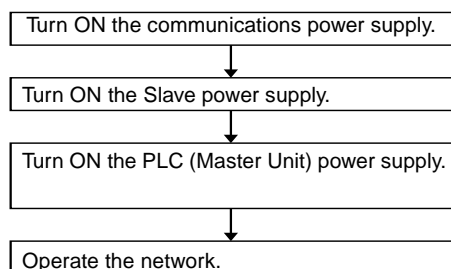 Turn ON the communications power supply.
Turn ON the Slave power supply.
Turn ON the PLC (Master Unit) power supply.
Operate the network.